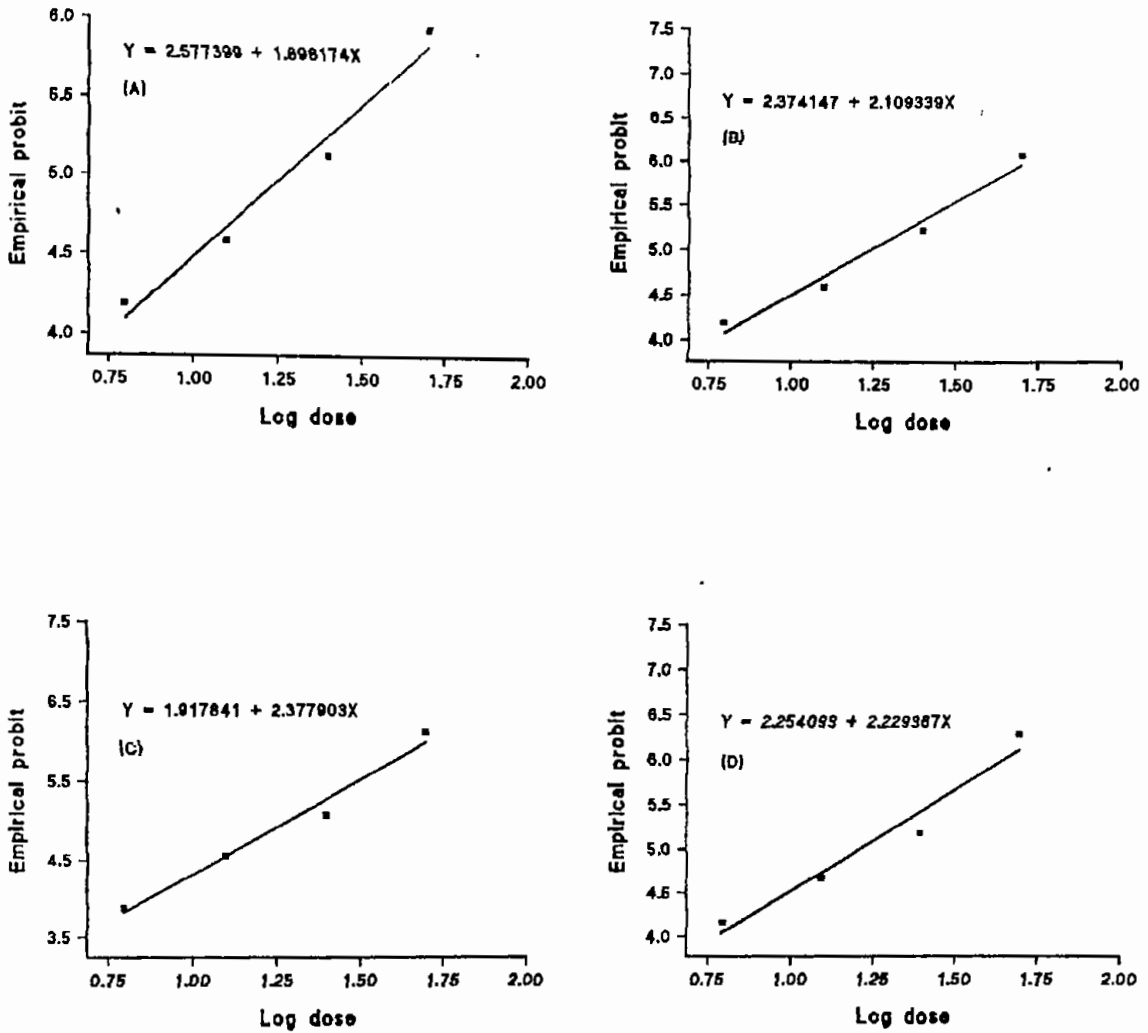 6.0
Y = 2.577399 + 1.898174X
(A)
5.5
5.0
4.5
4.0
Empirical probit
0.75 1.00 1.25 1.50 1.75 2.00
Log dose
7.5
7.0
Y = 2.374147 + 2.109339X
6.5
(B)
6.0
5.5
5.0
4.5
4.0
Empirical probit
0.75 1.00 1.25 1.50 1.75 2.00
Log dose
7.5
6.5
Y = 1.917841 + 2.377903X
(C)
5.5
4.5
3.5
Empirical probit
0.75 1.00 1.25 1.50 1.75 2.00
Log dose
7.5
7.0
6.5
Y = 2.254093 + 2.229387X
(D)
6.0
5.5
5.0
4.5
4.0
Empirical probit
0.75 1.00 1.25 1.50 1.75 2.00
Log dose